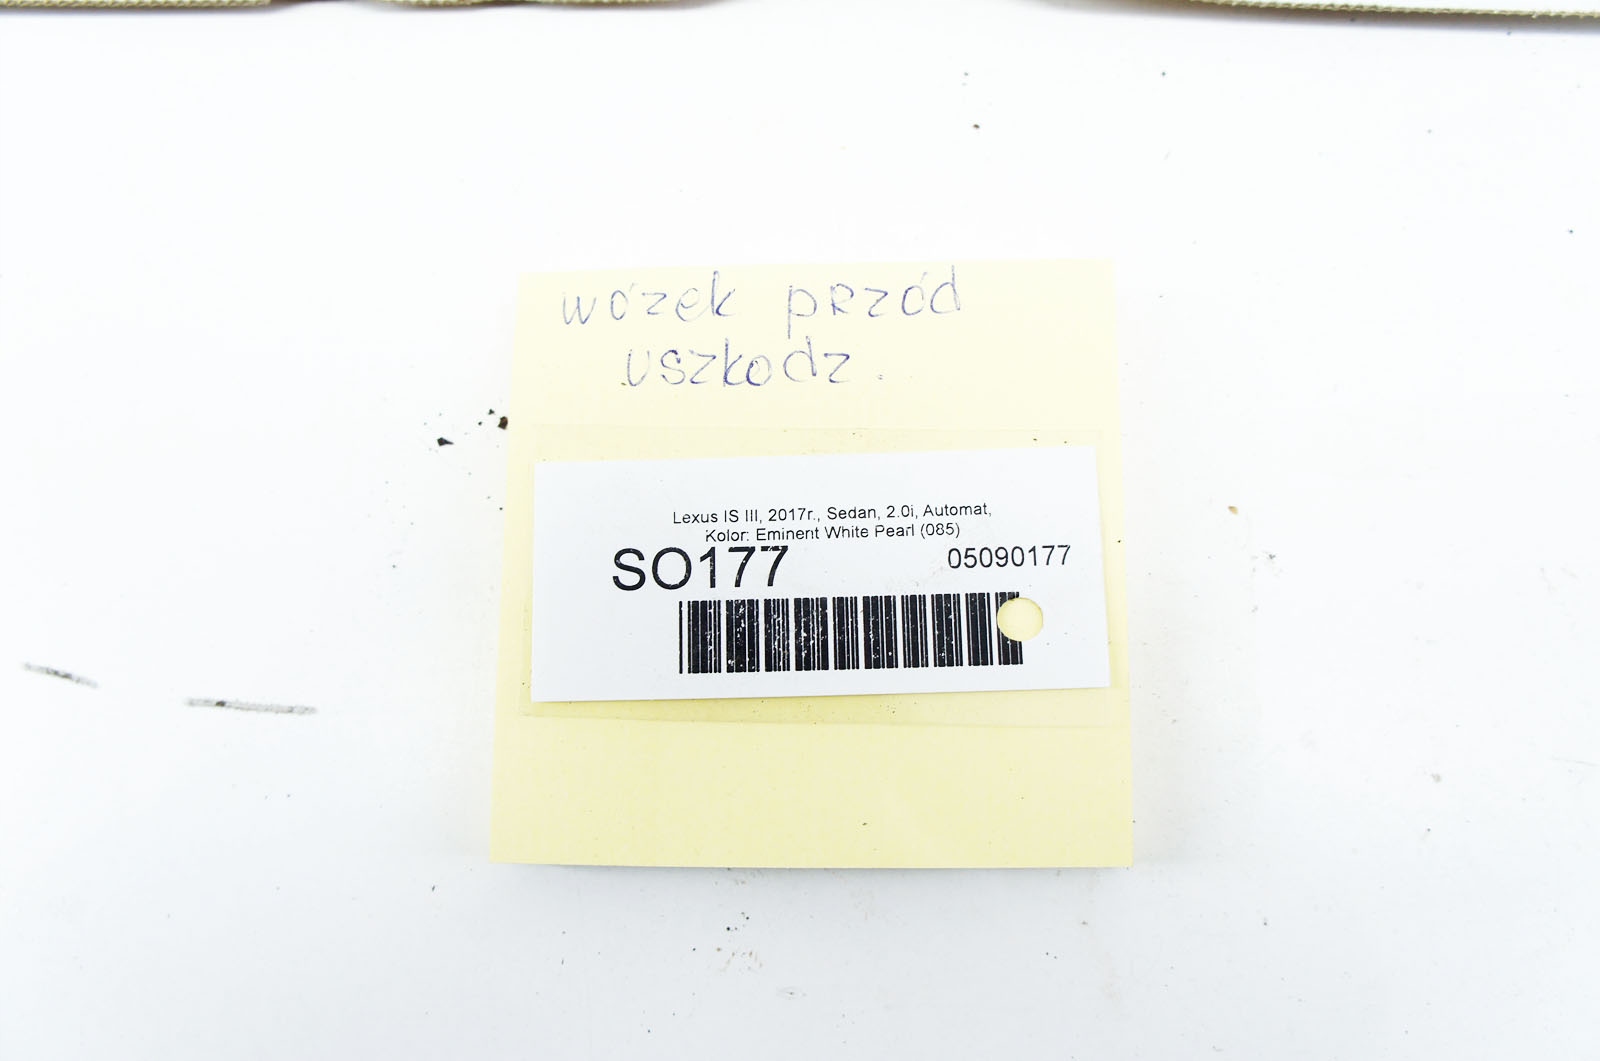 wózek przód
uszkodz.
Lexus IS III, 2017r., Sedan, 2.0i, Automat,
Kolor: Eminent White Pearl (085)
SO177 05090177